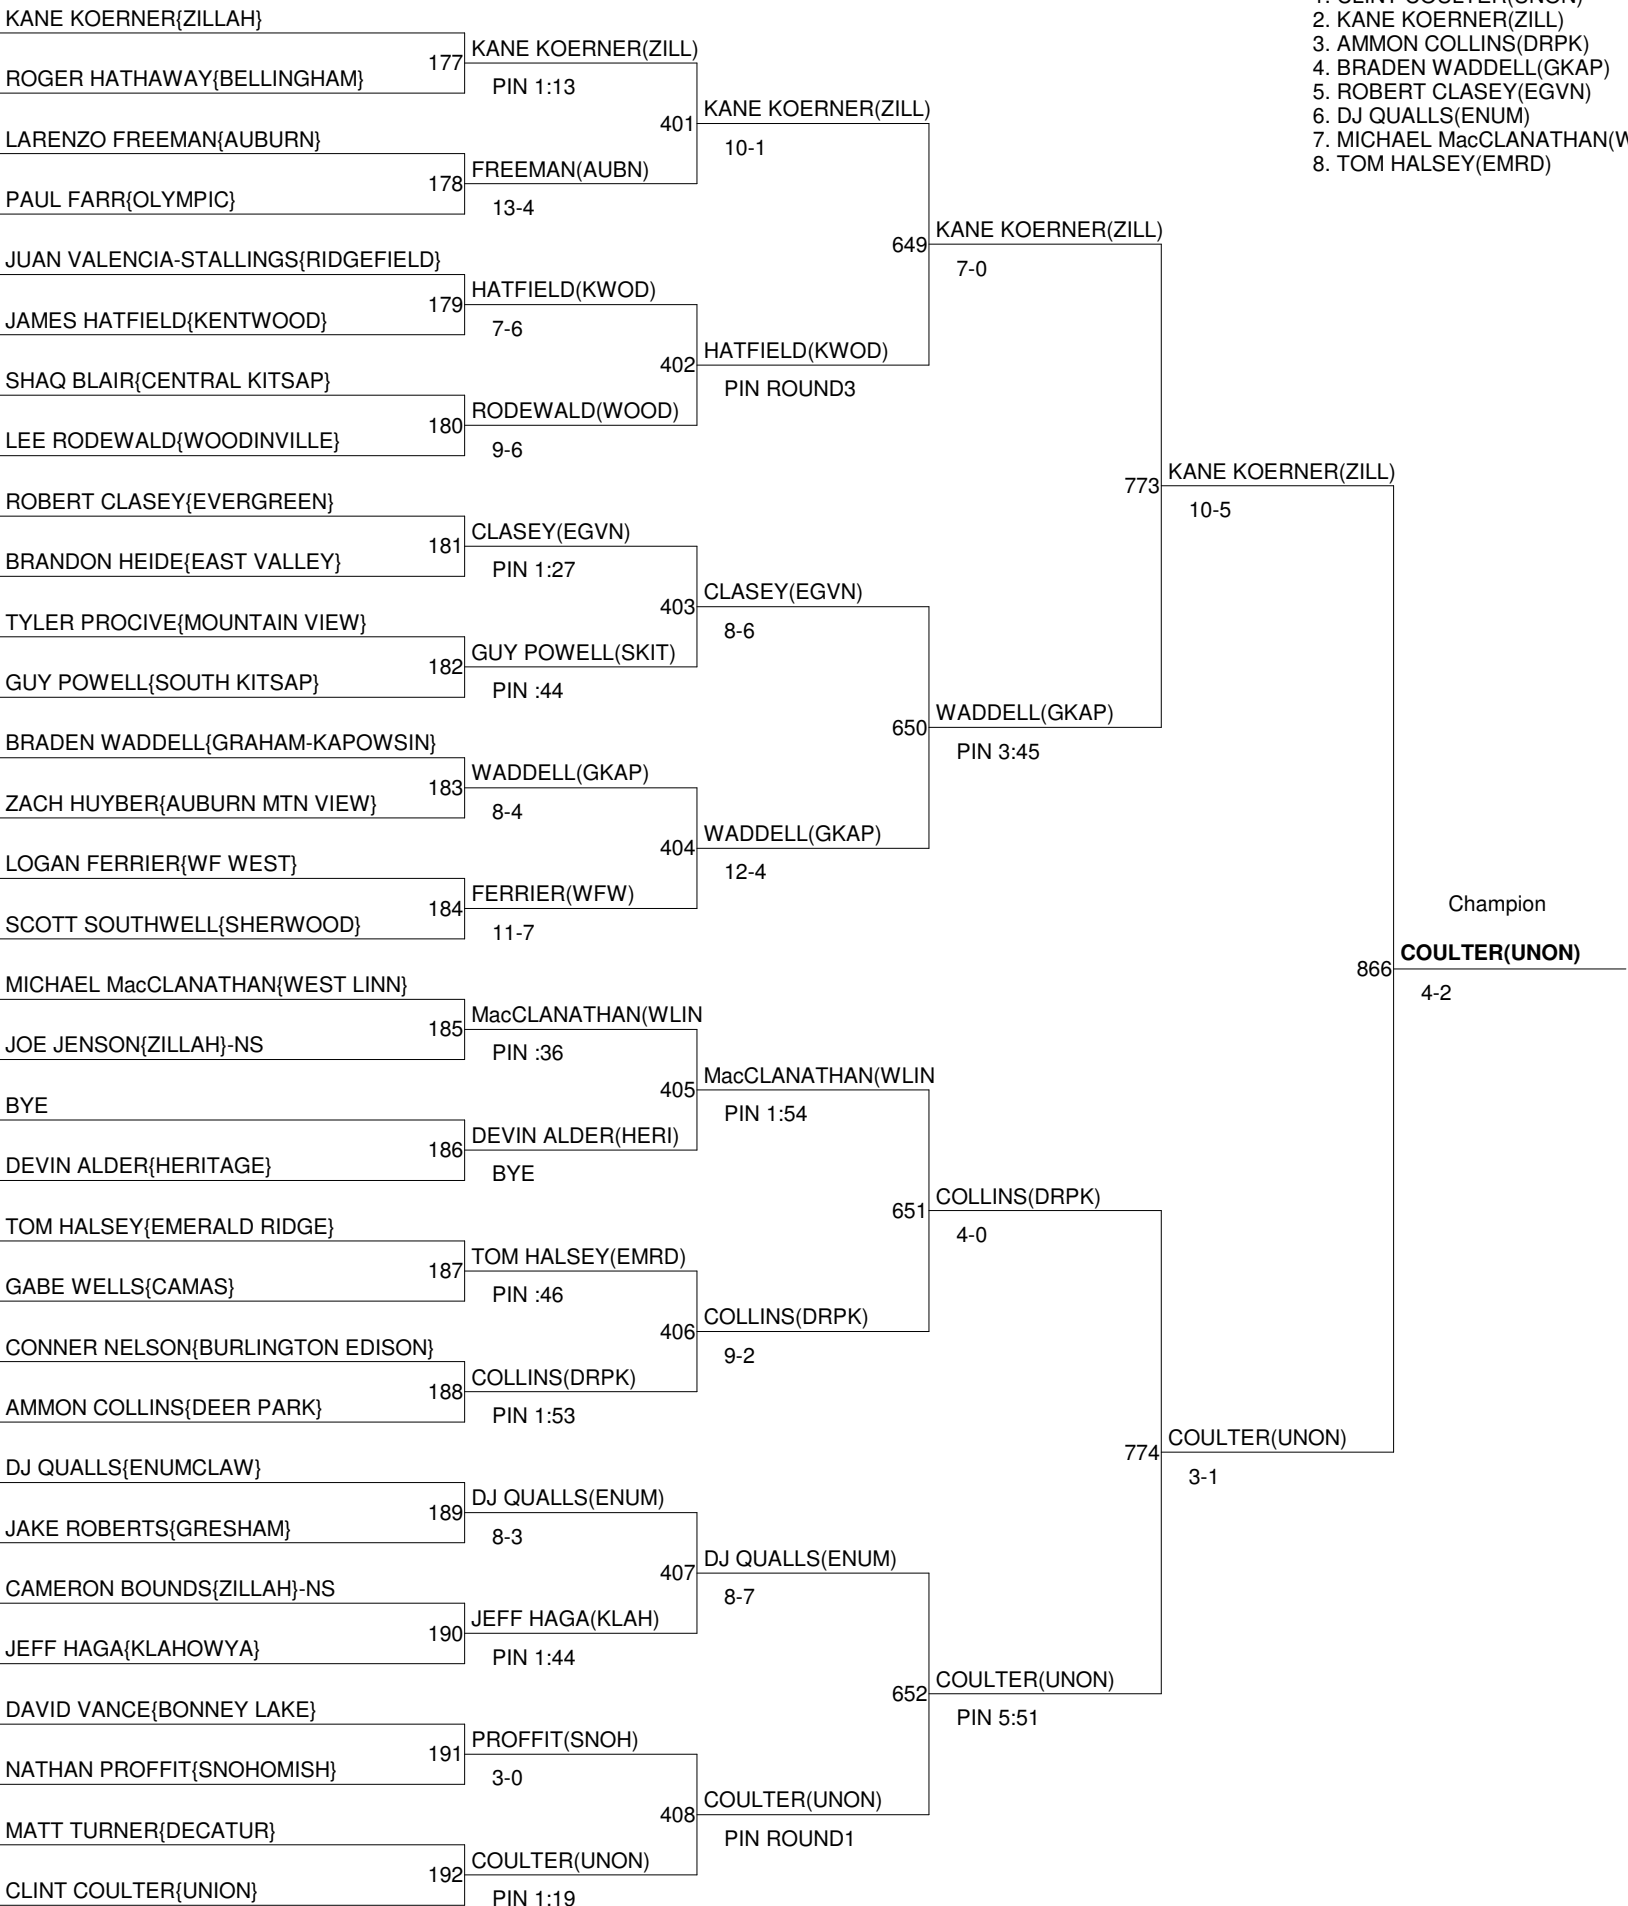 2. KANE KOERNER(ZILL)
3. AMMON COLLINS(DRPK)
4. BRADEN WADDELL(GKAP)
5. ROBERT CLASEY(EGVN)
6. DJ QUALLS(ENUM)
7. MICHAEL MacCLANATHAN(W
8. TOM HALSEY(EMRD)
KANE KOERNER{ZILLAH}
ROGER HATHAWAY{BELLINGHAM}
LARENZO FREEMAN{AUBURN}
PAUL FARR{OLYMPIC}
JUAN VALENCIA-STALLINGS{RIDGEFIELD}
JAMES HATFIELD{KENTWOOD}
SHAQ BLAIR{CENTRAL KITSAP}
LEE RODEWALD{WOODINVILLE}
ROBERT CLASEY{EVERGREEN}
BRANDON HEIDE{EAST VALLEY}
TYLER PROCIVE{MOUNTAIN VIEW}
GUY POWELL{SOUTH KITSAP}
BRADEN WADDELL{GRAHAM-KAPOWSIN}
ZACH HUYBER{AUBURN MTN VIEW}
LOGAN FERRIER{WF WEST}
SCOTT SOUTHWELL{SHERWOOD}
MICHAEL MacCLANATHAN{WEST LINN}
JOE JENSON{ZILLAH}-NS
BYE
DEVIN ALDER{HERITAGE}
TOM HALSEY{EMERALD RIDGE}
GABE WELLS{CAMAS}
CONNER NELSON{BURLINGTON EDISON}
AMMON COLLINS{DEER PARK}
DJ QUALLS{ENUMCLAW}
JAKE ROBERTS{GRESHAM}
CAMERON BOUNDS{ZILLAH}-NS
JEFF HAGA{KLAHOWYA}
DAVID VANCE{BONNEY LAKE}
NATHAN PROFFIT{SNOHOMISH}
MATT TURNER{DECATUR}
CLINT COULTER{UNION}
177 KANE KOERNER(ZILL)
PIN 1:13
178 FREEMAN(AUBN)
13-4
179 HATFIELD(KWOD)
7-6
180 RODEWALD(WOOD)
9-6
181 CLASEY(EGVN)
PIN 1:27
182 GUY POWELL(SKIT)
PIN :44
183 WADDELL(GKAP)
8-4
184 FERRIER(WFW)
11-7
185 MacCLANATHAN(WLIN
PIN :36
186 DEVIN ALDER(HERI)
BYE
187 TOM HALSEY(EMRD)
PIN :46
188 COLLINS(DRPK)
PIN 1:53
189 DJ QUALLS(ENUM)
8-3
190 JEFF HAGA(KLAH)
PIN 1:44
191 PROFFIT(SNOH)
3-0
192 COULTER(UNON)
PIN 1:19
401 KANE KOERNER(ZILL)
10-1
402 HATFIELD(KWOD)
PIN ROUND3
403 CLASEY(EGVN)
8-6
404 WADDELL(GKAP)
12-4
405 MacCLANATHAN(WLIN
PIN 1:54
406 COLLINS(DRPK)
9-2
407 DJ QUALLS(ENUM)
8-7
408 COULTER(UNON)
PIN ROUND1
649 KANE KOERNER(ZILL)
7-0
650 WADDELL(GKAP)
PIN 3:45
651 COLLINS(DRPK)
4-0
652 COULTER(UNON)
PIN 5:51
773 KANE KOERNER(ZILL)
10-5
774 COULTER(UNON)
3-1
Champion
866 COULTER(UNON)
4-2